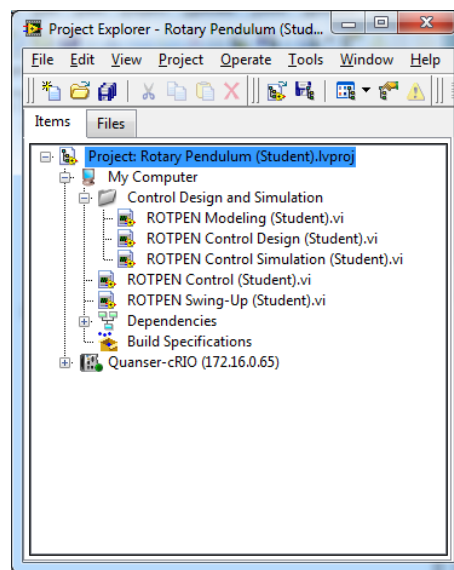 Project Explorer - Rotary Pendulum (Stud...
File Edit View Project Operate Tools Window Help
Items Files
Project: Rotary Pendulum (Student).lvproj
My Computer
Control Design and Simulation
ROTPEN Modeling (Student).vi
ROTPEN Control Design (Student).vi
ROTPEN Control Simulation (Student).vi
ROTPEN Control (Student).vi
ROTPEN Swing-Up (Student).vi
Dependencies
Build Specifications
Quanser-cRIO (172.16.0.65)